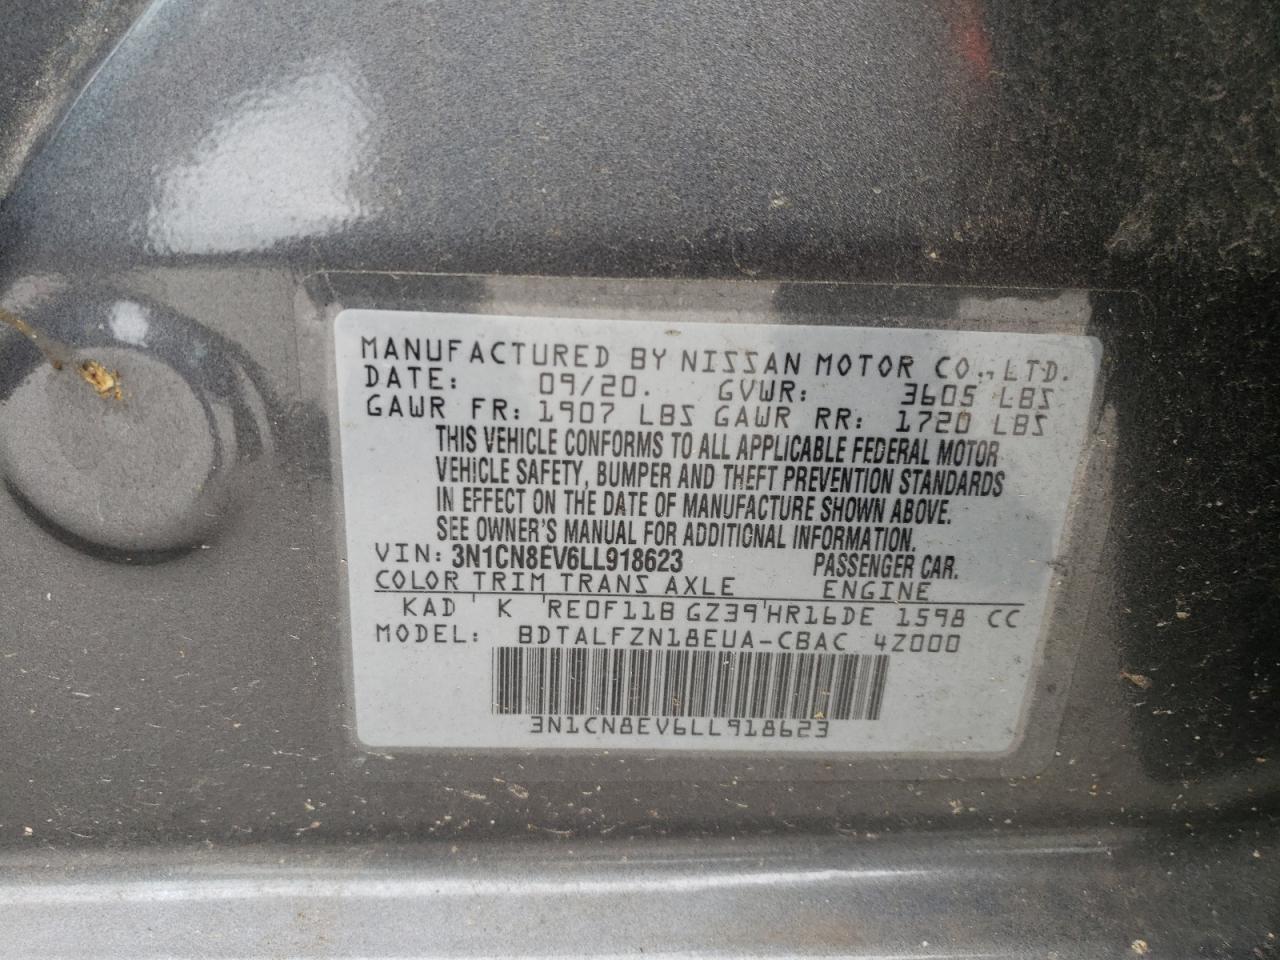 MANUFACTURED BY NISSAN MOTOR CO., LTD.
DATE: 09/20. GVWR: 3605 LBS
GAWR FR: 1907 LBS GAWR RR: 1720 LBS
THIS VEHICLE CONFORMS TO ALL APPLICABLE FEDERAL MOTOR
VEHICLE SAFETY, BUMPER AND THEFT PREVENTION STANDARDS
IN EFFECT ON THE DATE OF MANUFACTURE SHOWN ABOVE.
SEE OWNER'S MANUAL FOR ADDITIONAL INFORMATION.
VIN: 3N1CN8EV6LL918623 PASSENGER CAR.
COLOR TRIM TRANS AXLE ENGINE
KAD ' K ' RE0F11B GZ39 ' HR16DE 1598 CC
MODEL: BDTALFZN18EUA-CBAC 4Z000
3N1CN8EV6LL918623